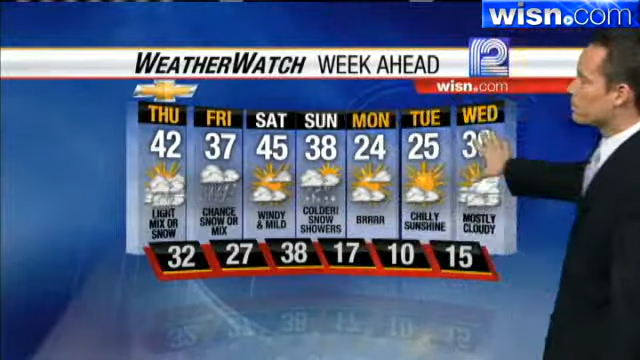 wisn.com
WEATHERWATCH WEEK AHEAD
2
wisn.com
THU FRI SAT SUN MON TUE WED
42 37 45 38 24 25
LIGHT MIX OR SNOW
CHANCE SNOW OR MIX
WINDY & MILD
COLDER! SNOW SHOWERS
BRRRR
CHILLY SUNSHINE
MOSTLY CLOUDY
32 27 38 17 10 15